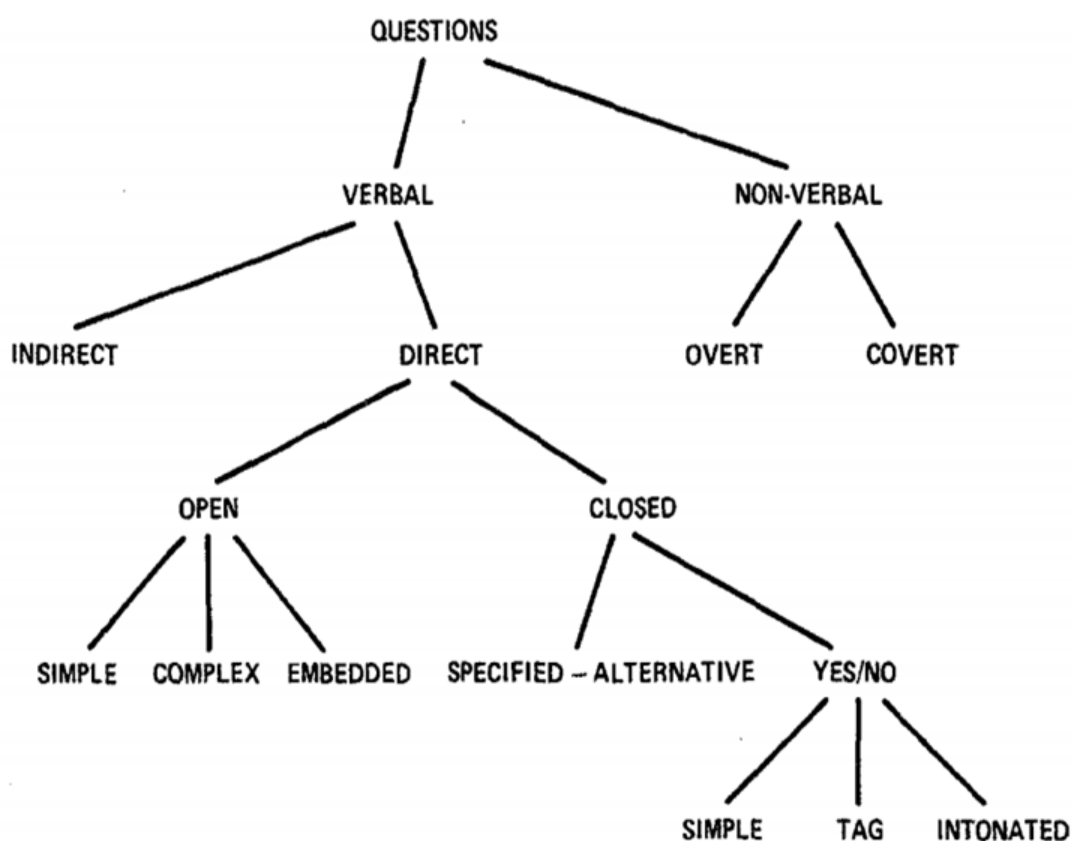 QUESTIONS
VERBAL NON-VERBAL
INDIRECT DIRECT OVERT COVERT
OPEN CLOSED
SIMPLE COMPLEX EMBEDDED SPECIFIED – ALTERNATIVE YES/NO
SIMPLE TAG INTONATED